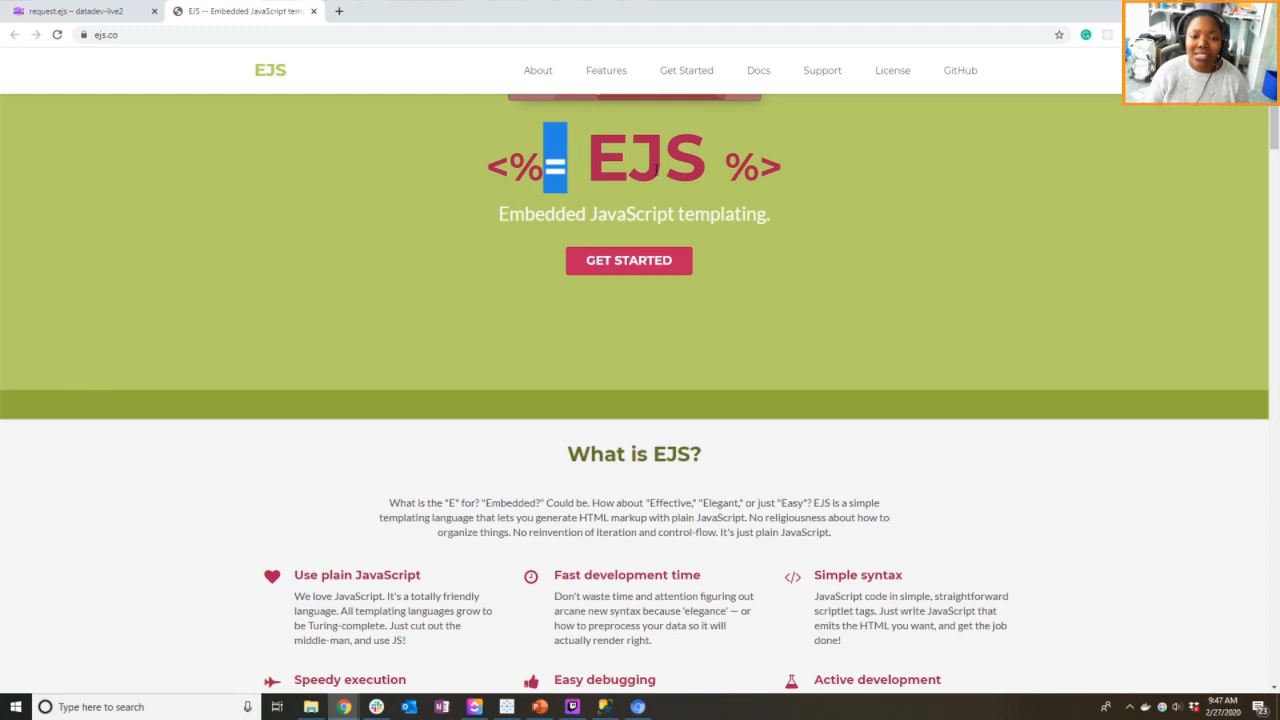 request.ejs – datadev-live2
EJS -- Embedded JavaScript temp
ejs.co
EJS
About
Features
Get Started
Docs
Support
License
GitHub
<%= EJS %>
Embedded JavaScript templating.
GET STARTED
What is EJS?
What is the "E" for? "Embedded?" Could be. How about "Effective," "Elegant," or just "Easy"? EJS is a simple
templating language that lets you generate HTML markup with plain JavaScript. No religiousness about how to
organize things. No reinvention of iteration and control-flow. It's just plain JavaScript.
Use plain JavaScript
We love JavaScript. It's a totally friendly
language. All templating languages grow to
be Turing-complete. Just cut out the
middle-man, and use JS!
Fast development time
Don't waste time and attention figuring out
arcane new syntax because 'elegance' — or
how to preprocess your data so it will
actually render right.
Simple syntax
JavaScript code in simple, straightforward
scriptlet tags. Just write JavaScript that
emits the HTML you want, and get the job
done!
Speedy execution
Easy debugging
Active development
Type here to search
9:47 AM
2/27/2020
23